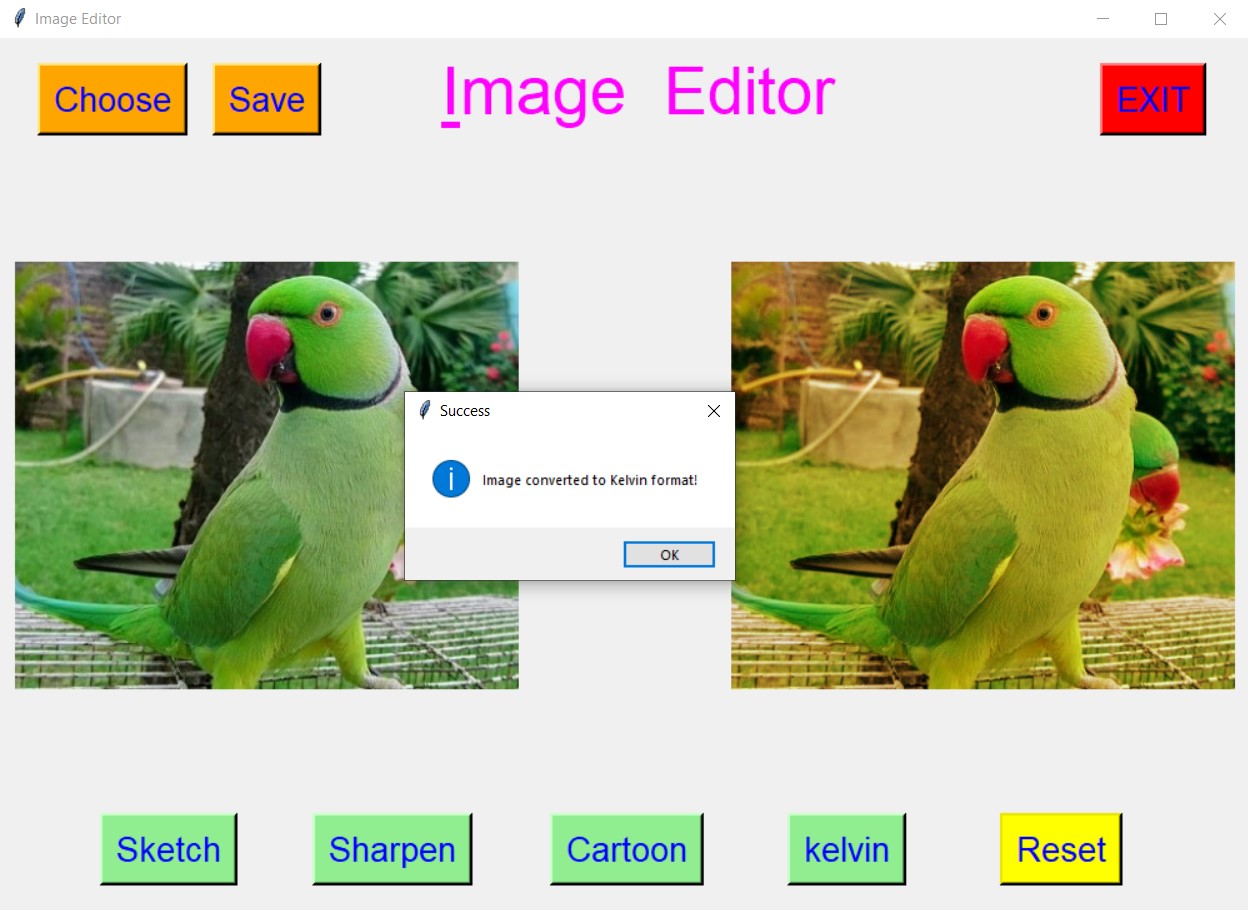 Image Editor
Choose Save Image Editor EXIT
Success
Image converted to Kelvin format!
OK
Sketch Sharpen Cartoon kelvin Reset